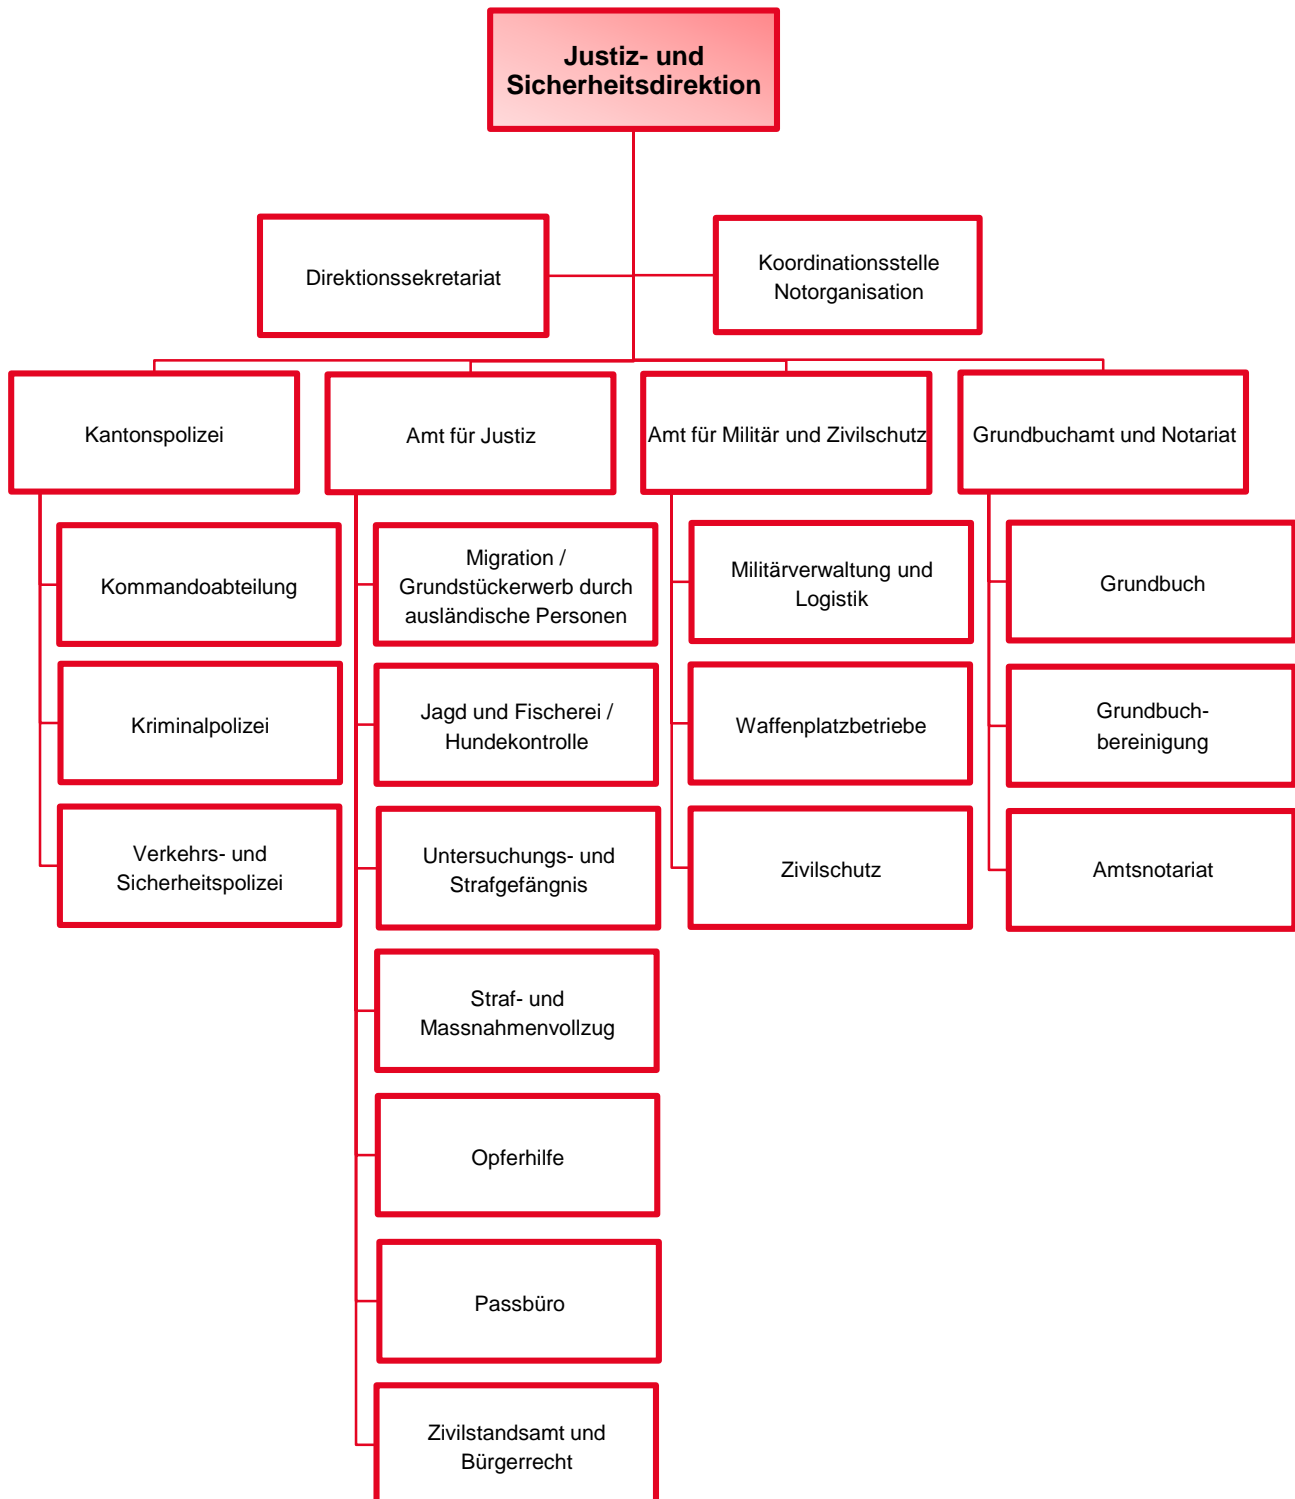 Justiz- und
Sicherheitsdirektion
Direktionssekretariat
Koordinationsstelle
Notorganisation
Kantonspolizei
Amt für Justiz
Amt für Militär und Zivilschutz
Grundbuchamt und Notariat
Kommandoabteilung
Kriminalpolizei
Verkehrs- und
Sicherheitspolizei
Migration /
Grundstückerwerb durch
ausländische Personen
Jagd und Fischerei /
Hundekontrolle
Untersuchungs- und
Strafgefängnis
Straf- und
Massnahmenvollzug
Opferhilfe
Passbüro
Zivilstandsamt und
Bürgerrecht
Militärverwaltung und
Logistik
Waffenplatzbetriebe
Zivilschutz
Grundbuch
Grundbuch-
bereinigung
Amtsnotariat